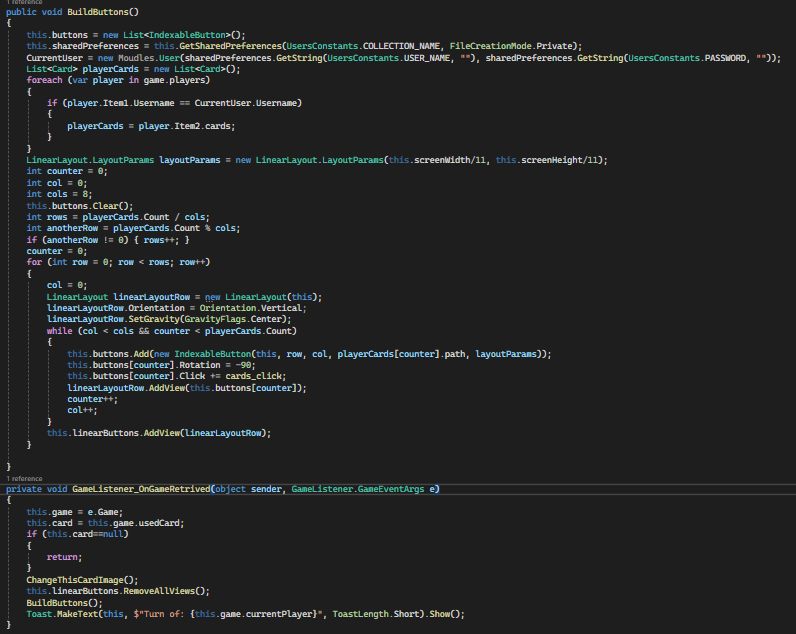 1 reference
public void BuildButtons()
{
this.buttons = new List<IndexableButton>();
this.sharedPreferences = this.GetSharedPreferences(UsersConstants.COLLECTION_NAME, FileCreationMode.Private);
CurrentUser = new Moudles.User(sharedPreferences.GetString(UsersConstants.USER_NAME, ""), sharedPreferences.GetString(UsersConstants.PASSWORD, ""));
List<Card> playerCards = new List<Card>();
foreach (var player in game.players)
{
if (player.Item1.Username == CurrentUser.Username)
{
playerCards = player.Item2.cards;
}
}
LinearLayout.LayoutParams layoutParams = new LinearLayout.LayoutParams(this.screenWidth/11, this.screenHeight/11);
int counter = 0;
int col = 0;
int cols = 8;
this.buttons.Clear();
int rows = playerCards.Count / cols;
int anotherRow = playerCards.Count % cols;
if (anotherRow != 0) { rows++; }
counter = 0;
for (int row = 0; row < rows; row++)
{
col = 0;
LinearLayout linearLayoutRow = new LinearLayout(this);
linearLayoutRow.Orientation = Orientation.Vertical;
linearLayoutRow.SetGravity(GravityFlags.Center);
while (col < cols && counter < playerCards.Count)
{
this.buttons.Add(new IndexableButton(this, row, col, playerCards[counter].path, layoutParams));
this.buttons[counter].Rotation = -90;
this.buttons[counter].Click += cards_click;
linearLayoutRow.AddView(this.buttons[counter]);
counter++;
col++;
}
this.linearButtons.AddView(linearLayoutRow);
}
}
1 reference
private void GameListener_OnGameRetrived(object sender, GameListener.GameEventArgs e)
{
this.game = e.Game;
this.card = this.game.usedCard;
if (this.card==null)
{
return;
}
ChangeThisCardImage();
this.linearButtons.RemoveAllViews();
BuildButtons();
Toast.MakeText(this, $"Turn of: {this.game.currentPlayer}", ToastLength.Short).Show();
}